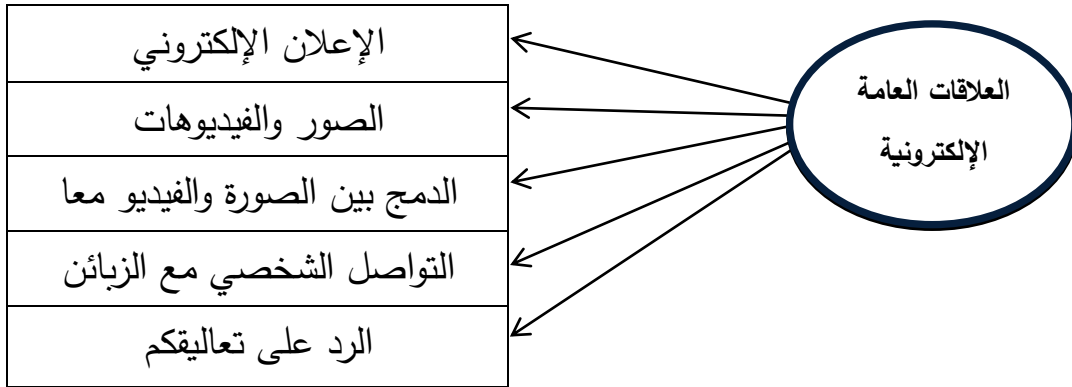 العلاقات العامة
الإلكترونية
الإعلان الإلكتروني
الصور والفيديوهات
الدمج بين الصورة والفيديو معا
التواصل الشخصي مع الزبائن
الرد على تعاليقكم